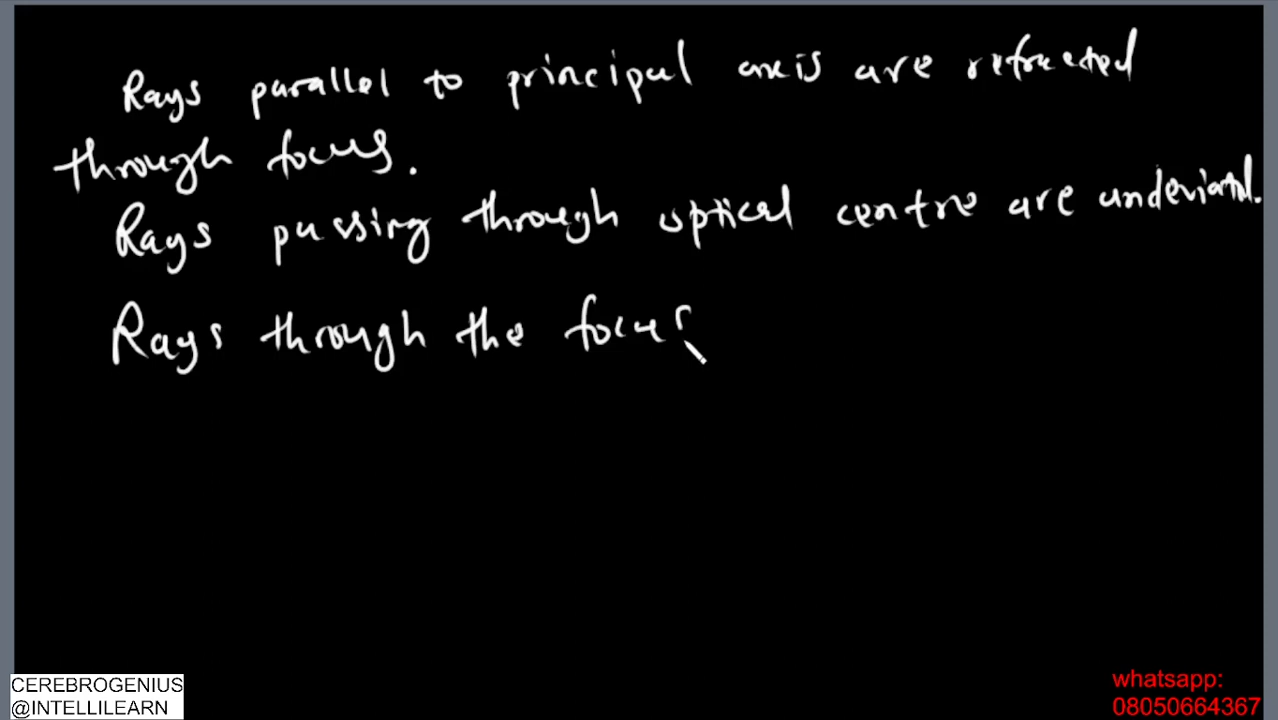 Rays parallel to principal axis are refracted
through focus.
Rays passing through optical centre are undeviated.
Rays through the focus
CEREBROGENIUS
@INTELLILEARN
whatsapp:
08050664367